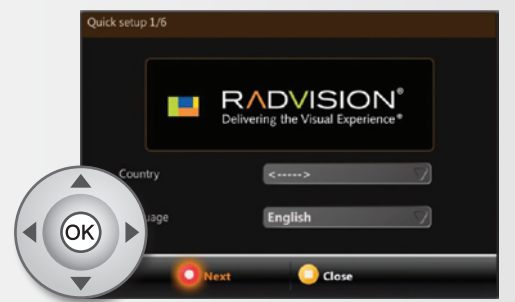 Quick setup 1/6
RADVISION®
Delivering the Visual Experience®
Country
<----->
uage
English
OK
Next
Close